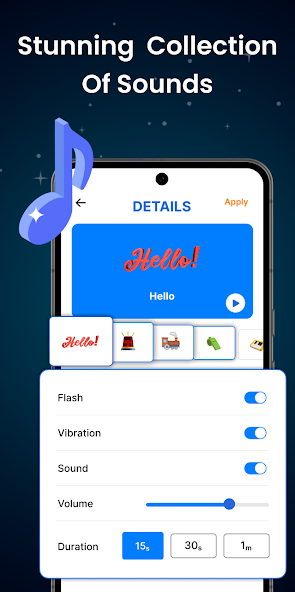 Stunning Collection
Of Sounds
DETAILS
Apply
Hello!
Hello
Hello!
Flash
Vibration
Sound
Volume
Duration
15s
30s
1m